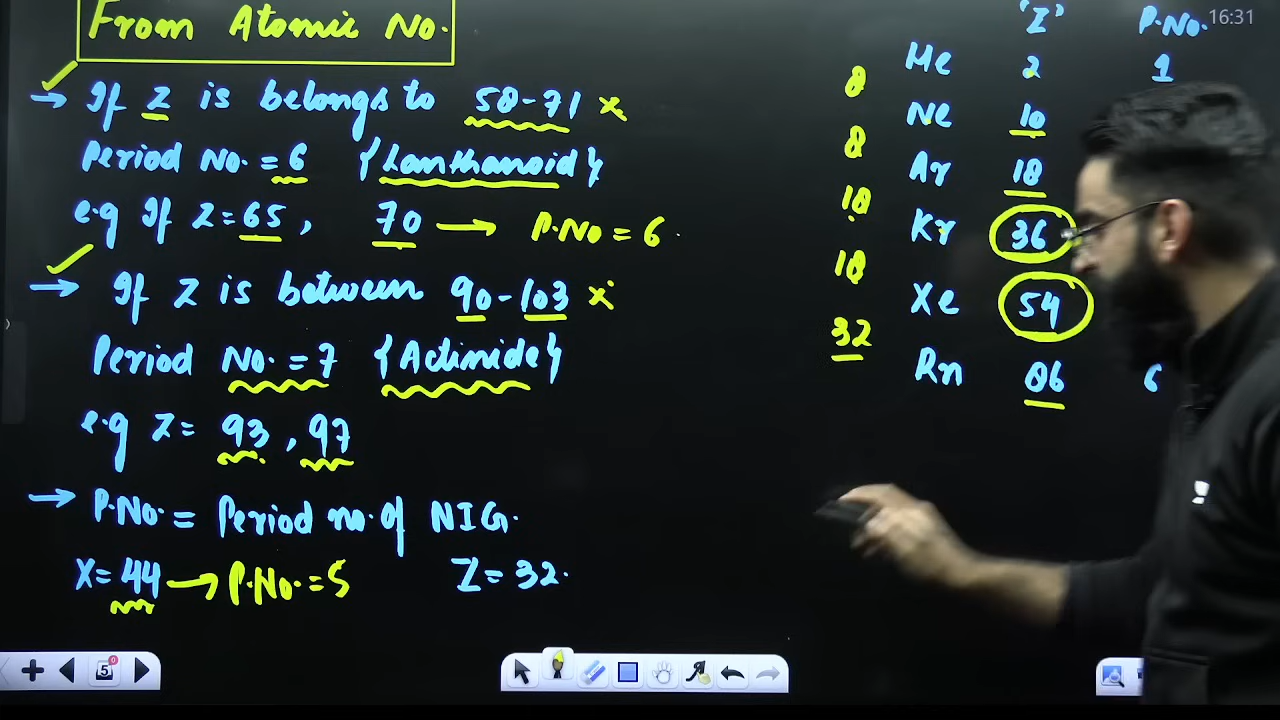 From Atomic No.
→ If Z is belongs to 58-71 x
Period No. = 6 {Lanthanoid}
e.g If Z=65, 70 → P.No = 6.
→ If Z is between 90-103 x
Period No. = 7 {Actinide}
e.g Z= 93, 97
→ P.No. = Period no. of NIG.
X= 44 → P.No. = 5 Z= 32.
'Z' P.No.
He 2 1
8
Ne 10
8
Ar 18
18
Kr 36
18
Xe 54
32
Rn 86 6
16:31
5
0